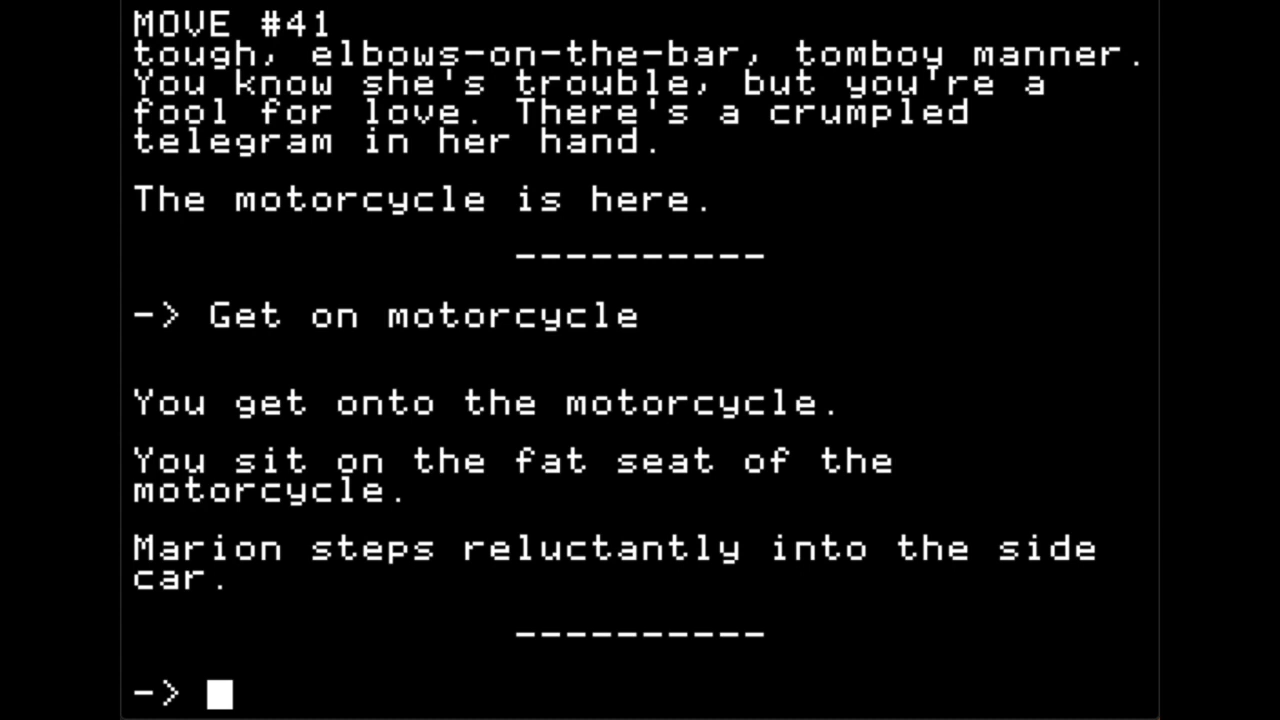 MOVE #41
tough, elbows-on-the-bar, tomboy manner.
You know she's trouble, but you're a
fool for love. There's a crumpled
telegram in her hand.
The motorcycle is here.
----------
-> Get on motorcycle
You get onto the motorcycle.
You sit on the fat seat of the
motorcycle.
Marion steps reluctantly into the side
car.
----------
->